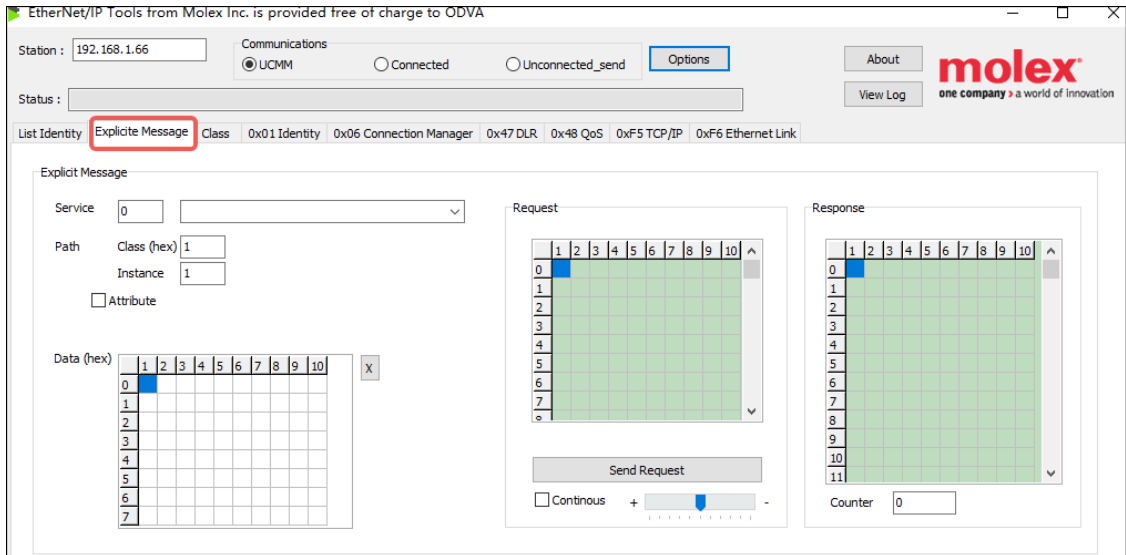 EtherNet/IP Tools from Molex Inc. is provided free of charge to ODVA
Station : 192.168.1.66
Communications
UCMM Connected Unconnected_send
Options
About
molex
one company > a world of innovation
Status :
View Log
List Identity Explicite Message Class 0x01 Identity 0x06 Connection Manager 0x47 DLR 0x48 QoS 0xF5 TCP/IP 0xF6 Ethernet Link
Explicit Message
Service 0
Path Class (hex) 1
Instance 1
Attribute
Data (hex)
1 2 3 4 5 6 7 8 9 10
0
1
2
3
4
5
6
7
X
Request
1 2 3 4 5 6 7 8 9 10
0
1
2
3
4
5
6
7
Send Request
Continous + -
Response
1 2 3 4 5 6 7 8 9 10
0
1
2
3
4
5
6
7
8
9
10
11
Counter 0